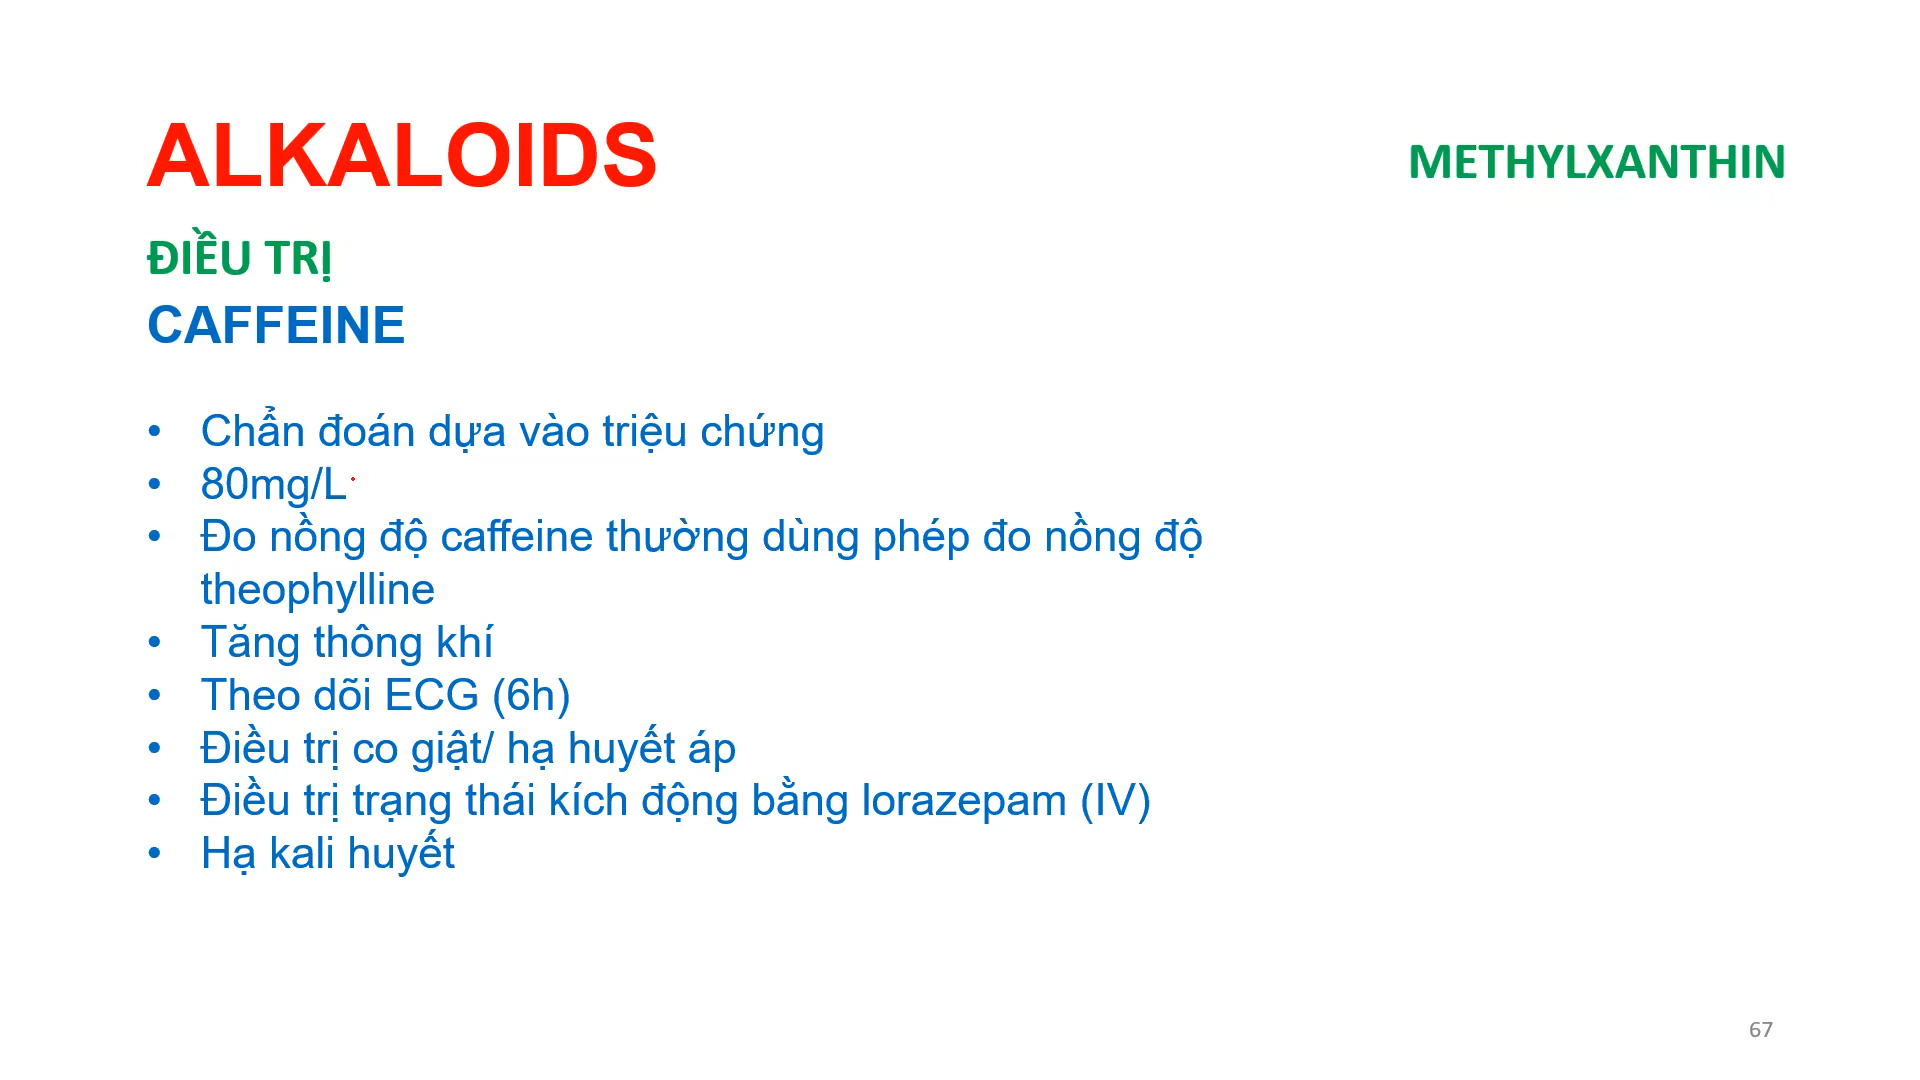 ALKALOIDS
METHYLXANTHIN
ĐIỀU TRỊ
CAFFEINE
• Chẩn đoán dựa vào triệu chứng
• 80mg/L
• Đo nồng độ caffeine thường dùng phép đo nồng độ
theophylline
• Tăng thông khí
• Theo dõi ECG (6h)
• Điều trị co giật/ hạ huyết áp
• Điều trị trạng thái kích động bằng lorazepam (IV)
• Hạ kali huyết
67